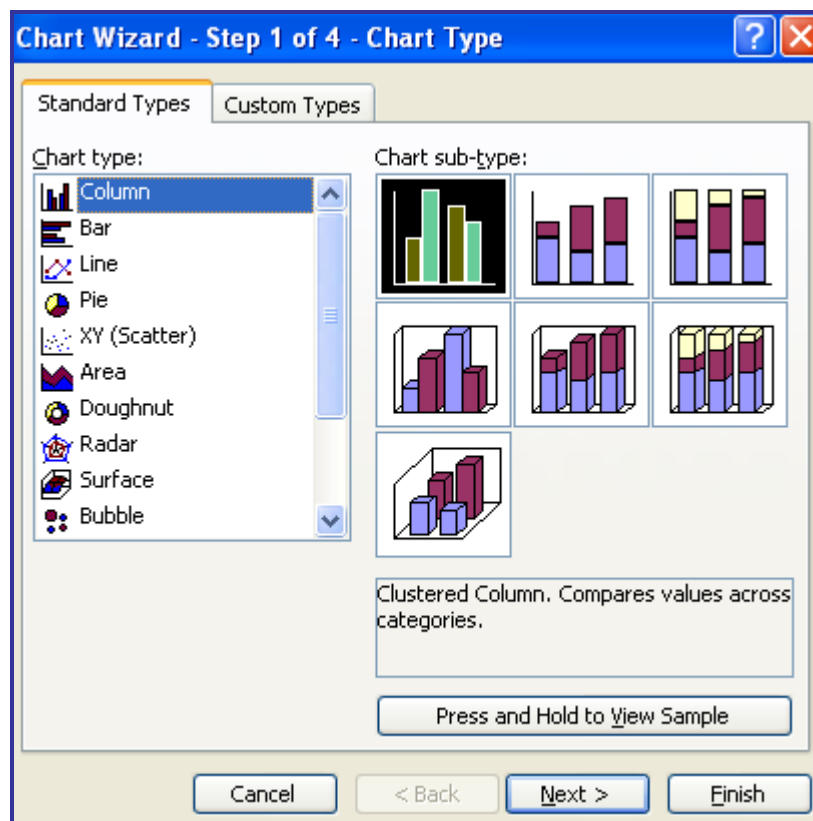 Chart Wizard - Step 1 of 4 - Chart Type
?
Standard Types
Custom Types
Chart type:
Chart sub-type:
Column
Bar
Line
Pie
XY (Scatter)
Area
Doughnut
Radar
Surface
Bubble
Clustered Column. Compares values across
categories.
Press and Hold to View Sample
Cancel
< Back
Next >
Finish